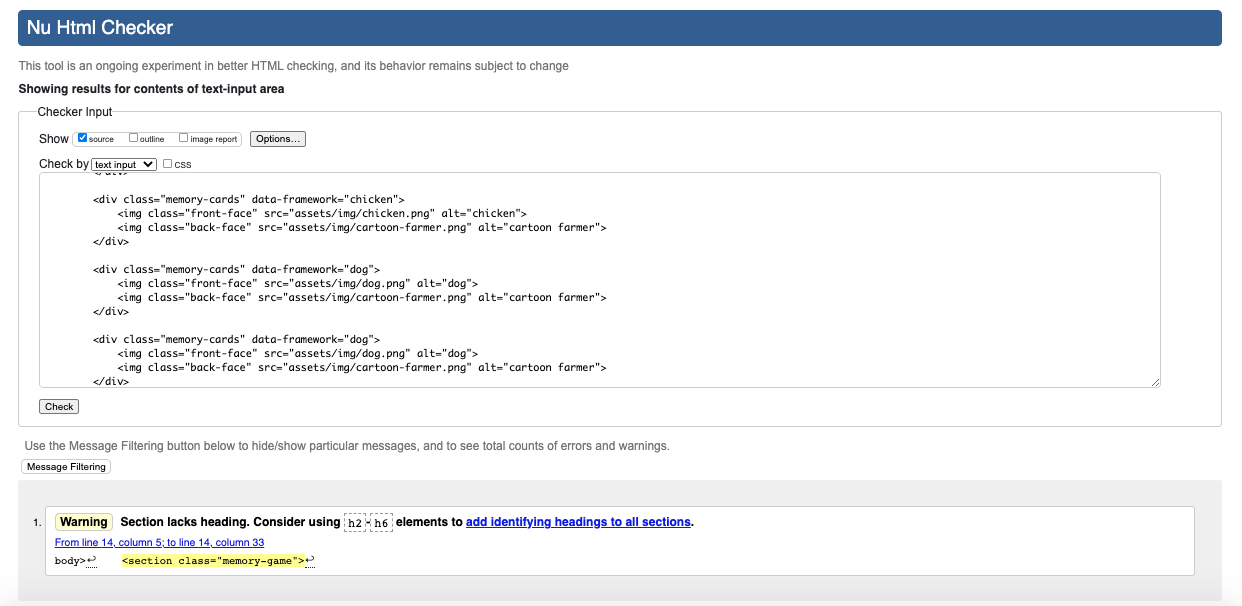 Nu Html Checker
This tool is an ongoing experiment in better HTML checking, and its behavior remains subject to change
Showing results for contents of text-input area
Checker Input
Show source outline image report Options...
Check by text input css
</div>
<div class="memory-cards" data-framework="chicken">
<img class="front-face" src="assets/img/chicken.png" alt="chicken">
<img class="back-face" src="assets/img/cartoon-farmer.png" alt="cartoon farmer">
</div>
<div class="memory-cards" data-framework="dog">
<img class="front-face" src="assets/img/dog.png" alt="dog">
<img class="back-face" src="assets/img/cartoon-farmer.png" alt="cartoon farmer">
</div>
<div class="memory-cards" data-framework="dog">
<img class="front-face" src="assets/img/dog.png" alt="dog">
<img class="back-face" src="assets/img/cartoon-farmer.png" alt="cartoon farmer">
</div>
Check
Use the Message Filtering button below to hide/show particular messages, and to see total counts of errors and warnings.
Message Filtering
1. Warning Section lacks heading. Consider using h2-h6 elements to add identifying headings to all sections.
From line 14, column 5; to line 14, column 33
body>↩ <section class="memory-game">↩